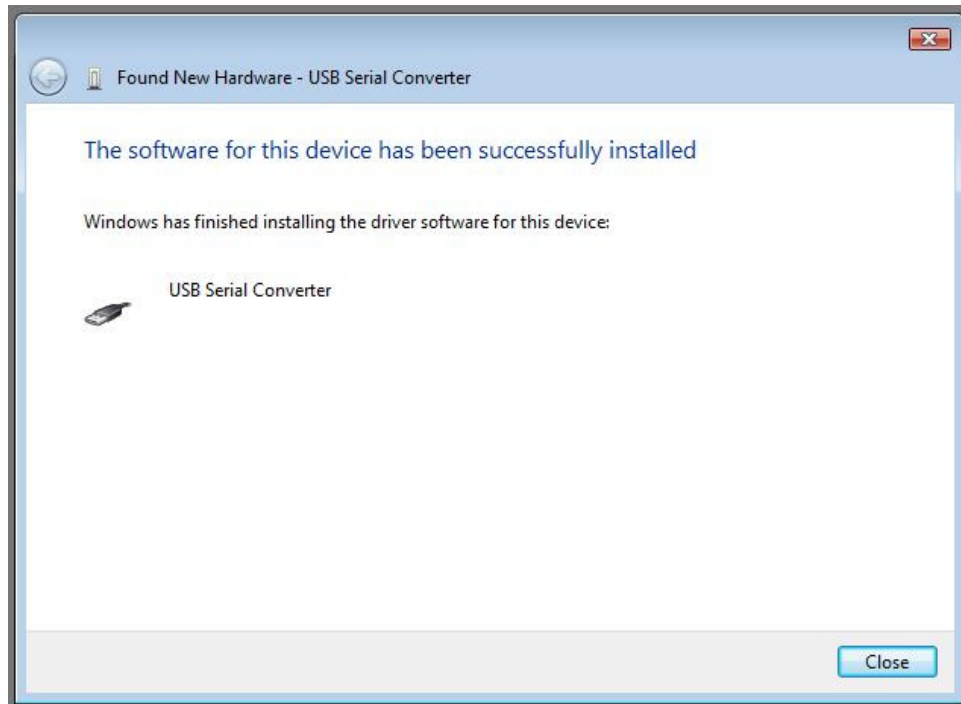 Found New Hardware - USB Serial Converter
The software for this device has been successfully installed
Windows has finished installing the driver software for this device:
USB Serial Converter
Close